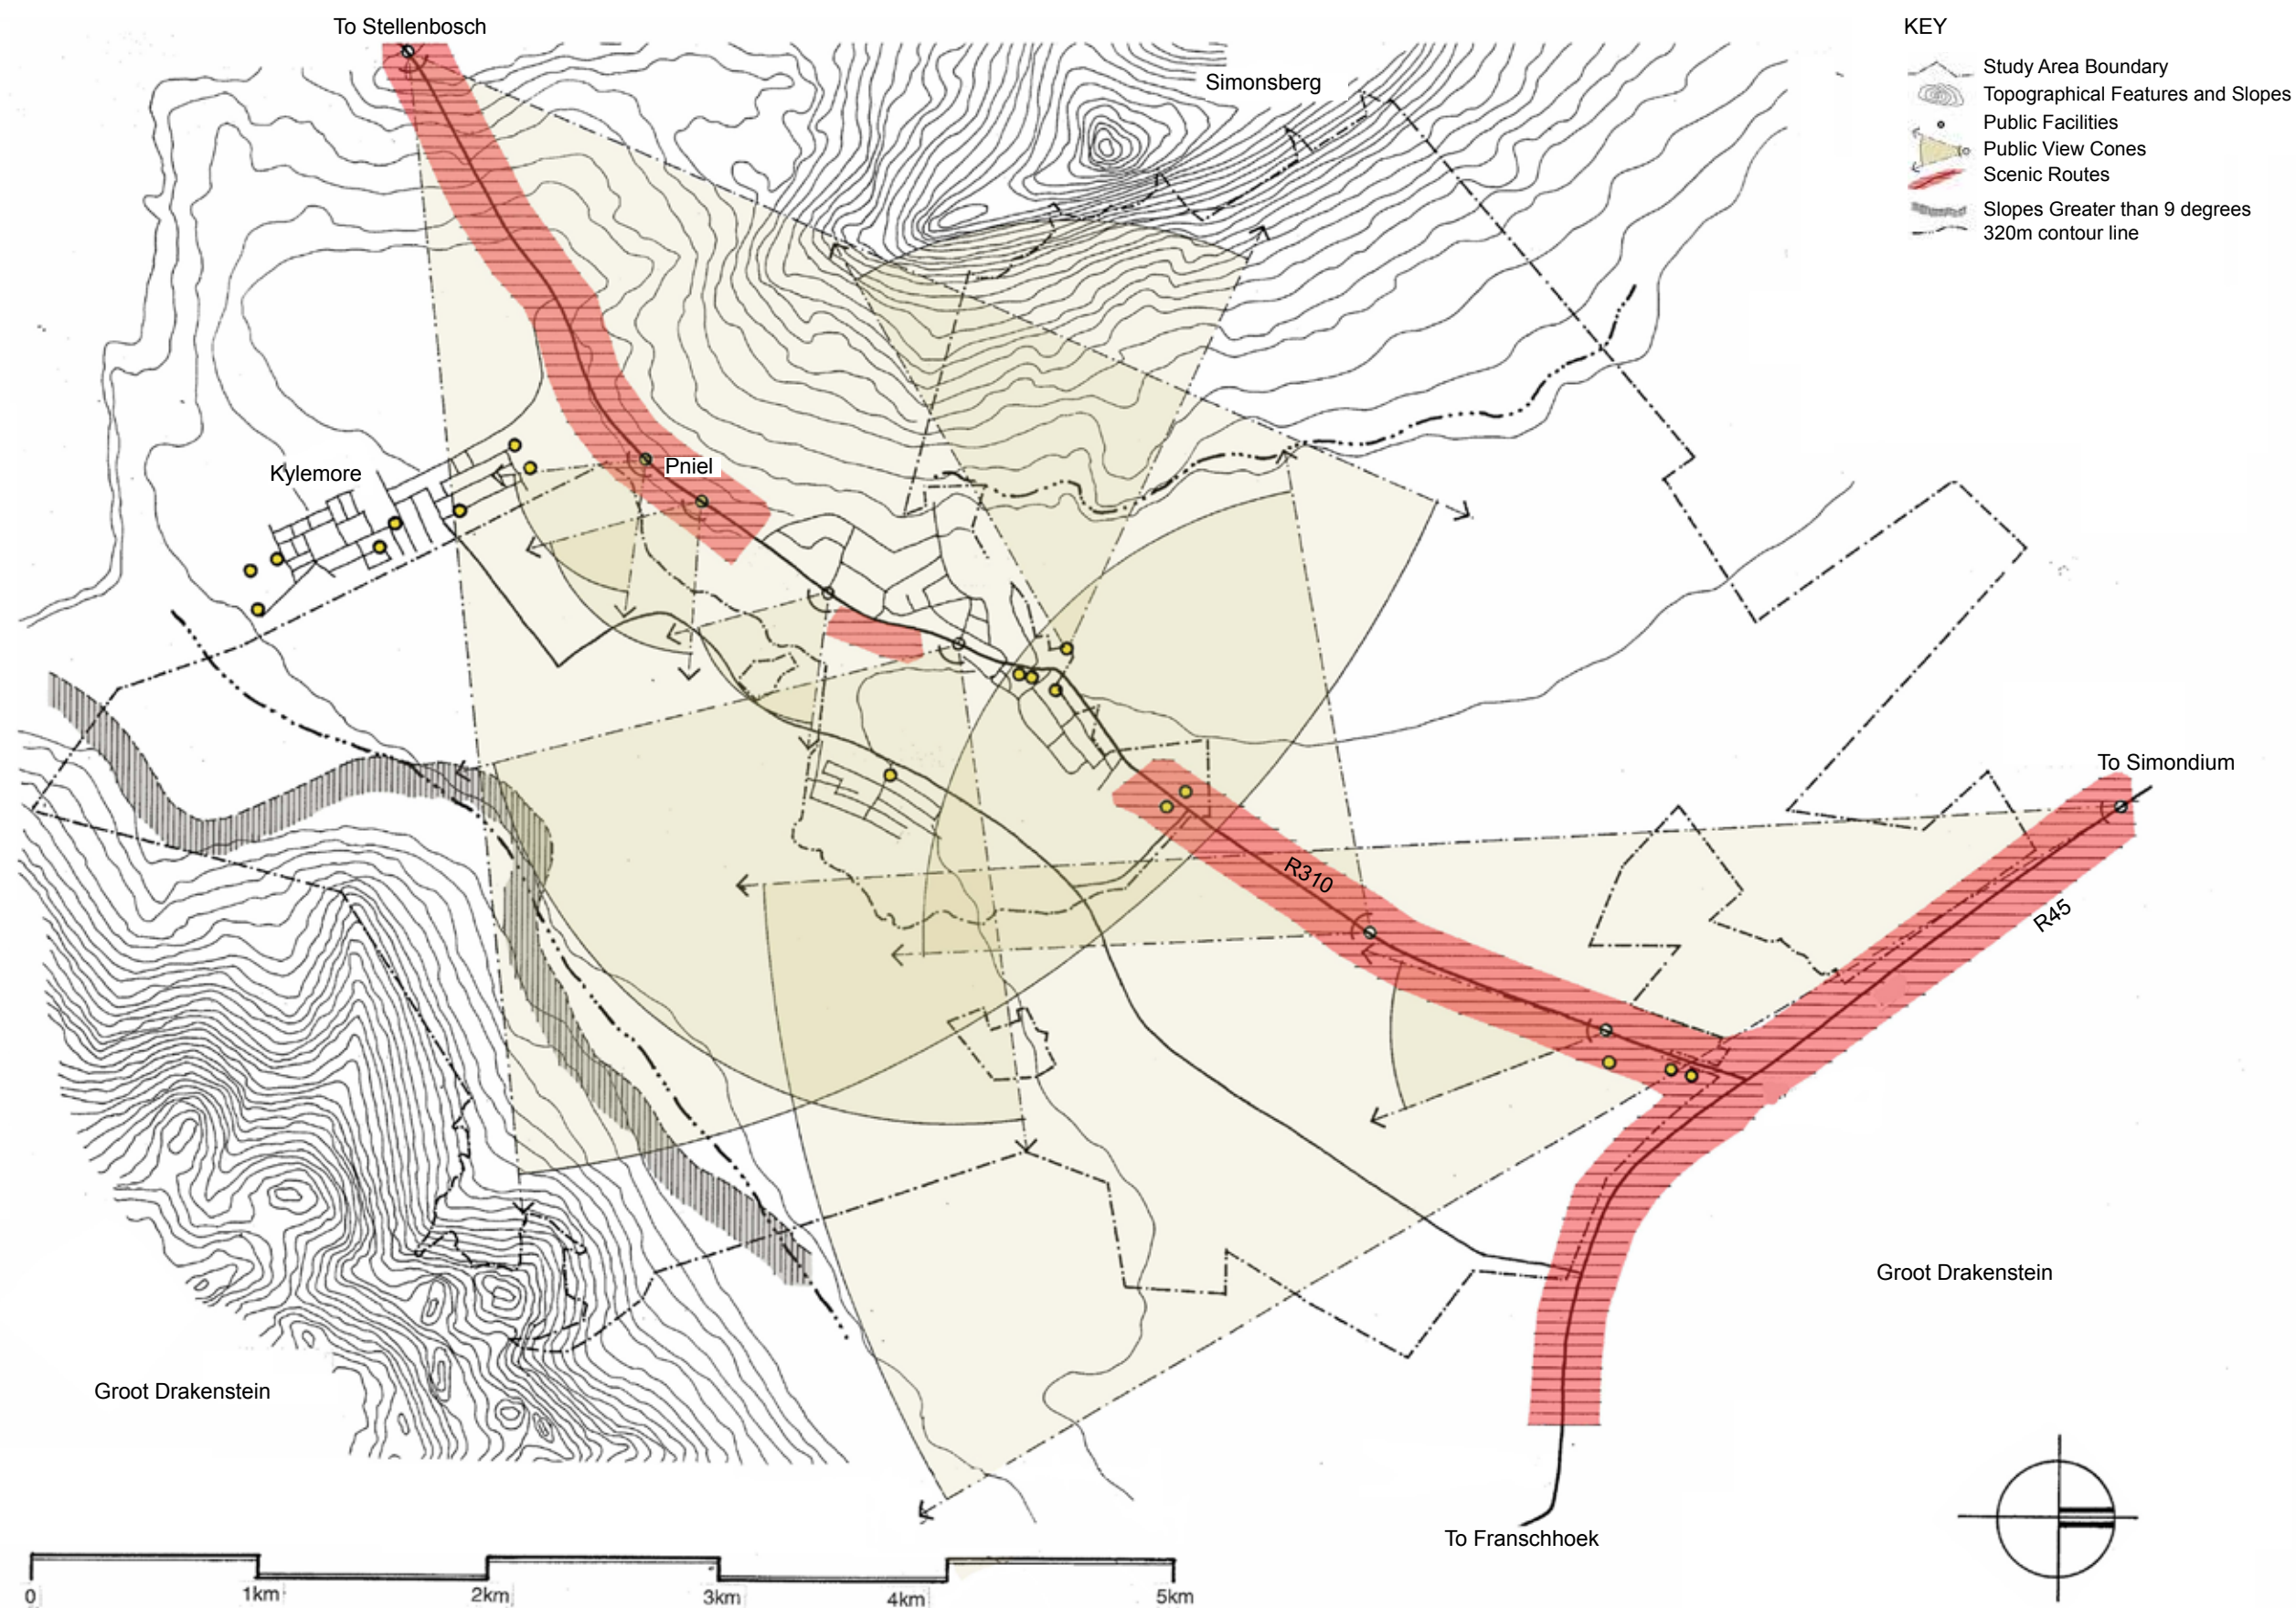 To Stellenbosch
KEY
Study Area Boundary
Topographical Features and Slopes
Public Facilities
Public View Cones
Scenic Routes
Slopes Greater than 9 degrees
320m contour line
Simonsberg
Kylemore
Pniel
To Simondium
R310
R45
Groot Drakenstein
Groot Drakenstein
To Franschhoek
0 1km 2km 3km 4km 5km